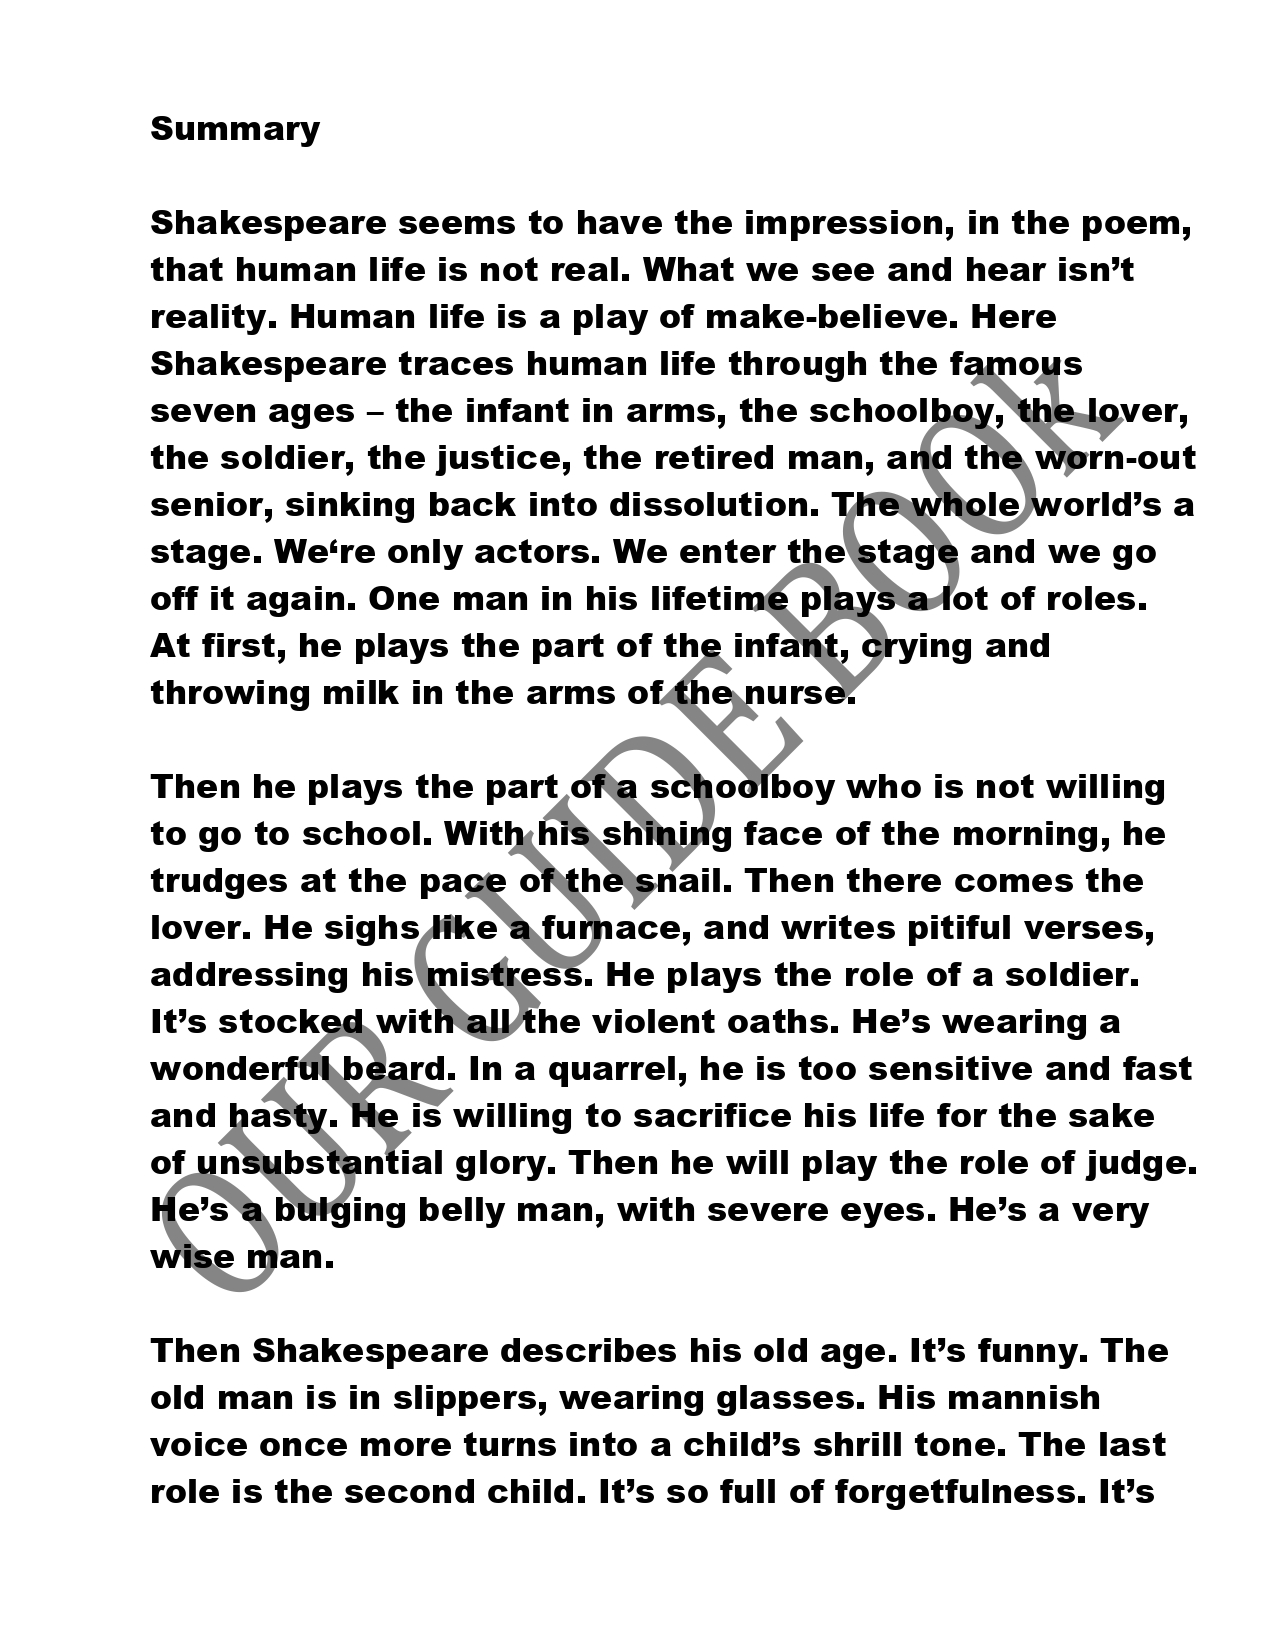 Summary
Shakespeare seems to have the impression, in the poem,
that human life is not real. What we see and hear isn’t
reality. Human life is a play of make-believe. Here
Shakespeare traces human life through the famous
seven ages – the infant in arms, the schoolboy, the lover,
the soldier, the justice, the retired man, and the worn-out
senior, sinking back into dissolution. The whole world’s a
stage. We‘re only actors. We enter the stage and we go
off it again. One man in his lifetime plays a lot of roles.
At first, he plays the part of the infant, crying and
throwing milk in the arms of the nurse.
Then he plays the part of a schoolboy who is not willing
to go to school. With his shining face of the morning, he
trudges at the pace of the snail. Then there comes the
lover. He sighs like a furnace, and writes pitiful verses,
addressing his mistress. He plays the role of a soldier.
It’s stocked with all the violent oaths. He’s wearing a
wonderful beard. In a quarrel, he is too sensitive and fast
and hasty. He is willing to sacrifice his life for the sake
of unsubstantial glory. Then he will play the role of judge.
He’s a bulging belly man, with severe eyes. He’s a very
wise man.
Then Shakespeare describes his old age. It’s funny. The
old man is in slippers, wearing glasses. His mannish
voice once more turns into a child’s shrill tone. The last
role is the second child. It’s so full of forgetfulness. It’s
OUR GUIDE BOOk